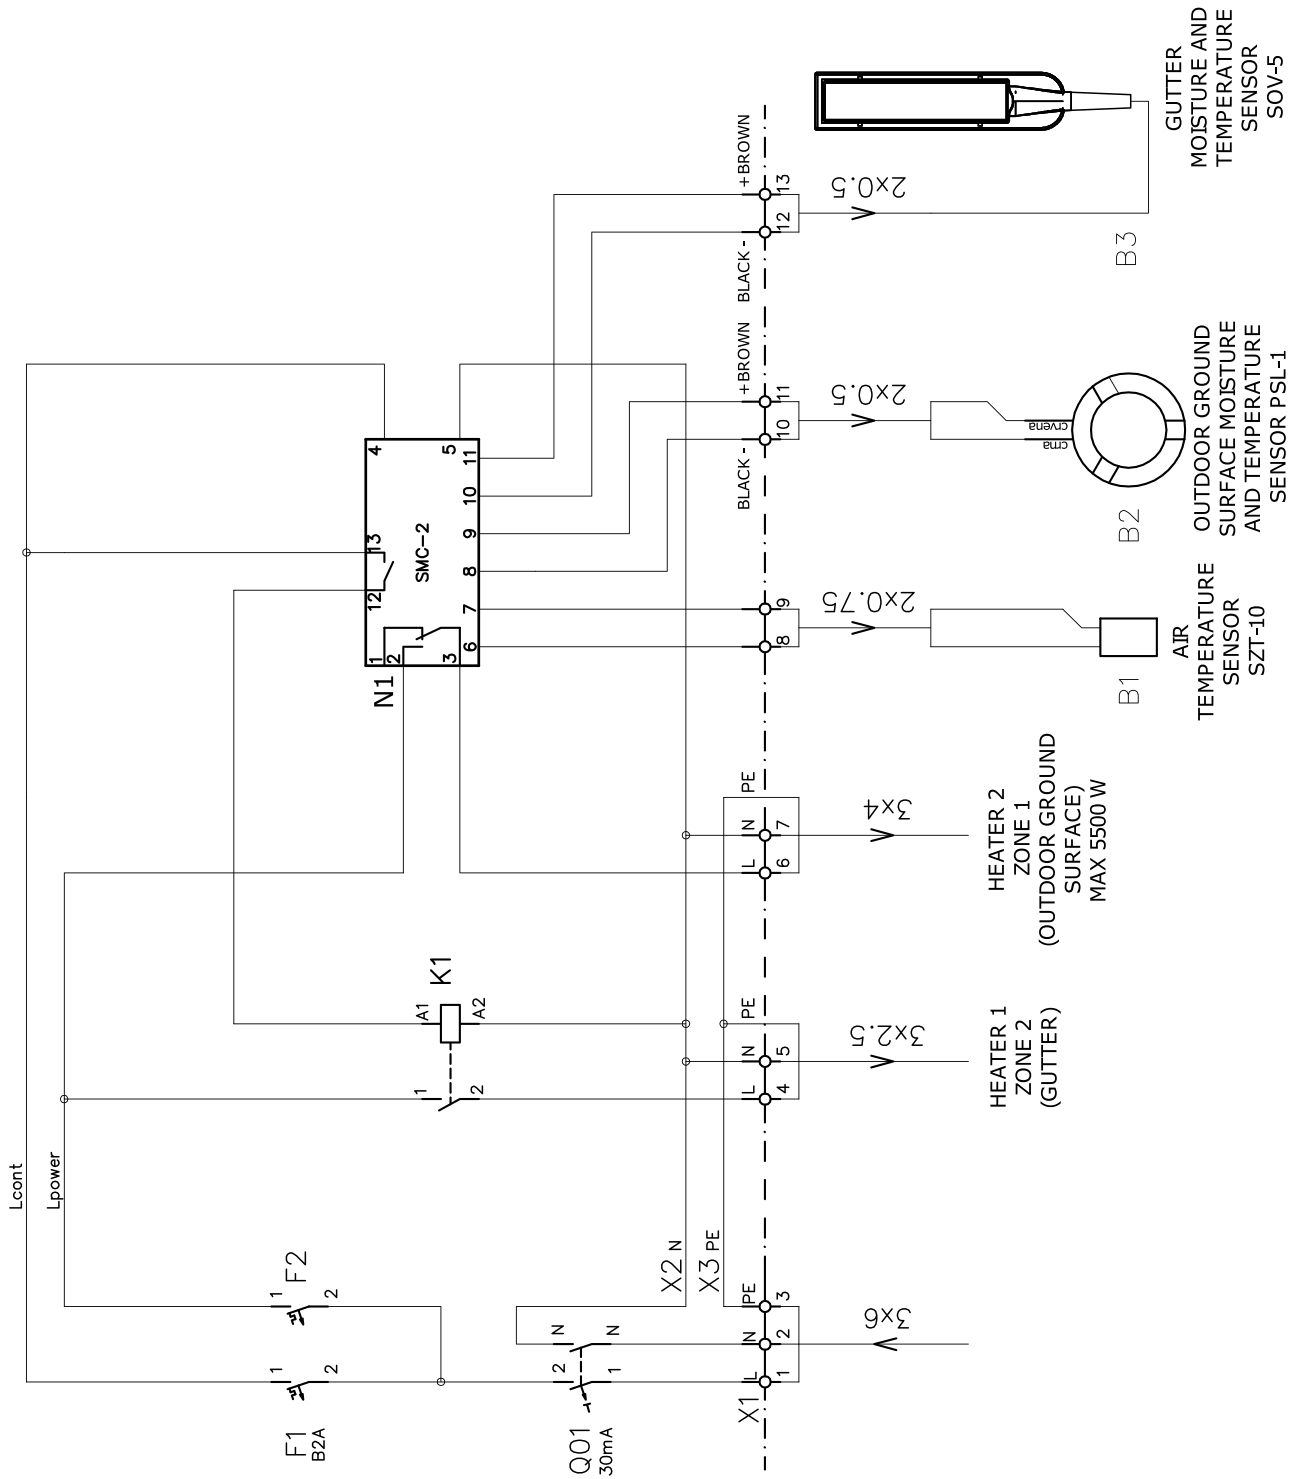 Lcont
Lpower
F1
B2A
1
2
F2
1
2
Q01
30mA
2
1
N
N
X2 N
X3 PE
X1
L
1
N
2
PE
3
3x6
K1
A1
A2
1
2
L
4
N
5
PE
3x2.5
HEATER 1
ZONE 2
(GUTTER)
L
6
N
7
PE
3x4
HEATER 2
ZONE 1
(OUTDOOR GROUND
SURFACE)
MAX 5500 W
N1
SMC-2
1
2
3
12
13
4
5
6
7
8
9
10
11
8
9
2x0.75
B1
AIR
TEMPERATURE
SENSOR
SZT-10
BLACK -
+BROWN
10
11
2x0.5
crna
crvena
B2
OUTDOOR GROUND
SURFACE MOISTURE
AND TEMPERATURE
SENSOR PSL-1
BLACK -
+BROWN
12
13
2x0.5
B3
GUTTER
MOISTURE AND
TEMPERATURE
SENSOR
SOV-5